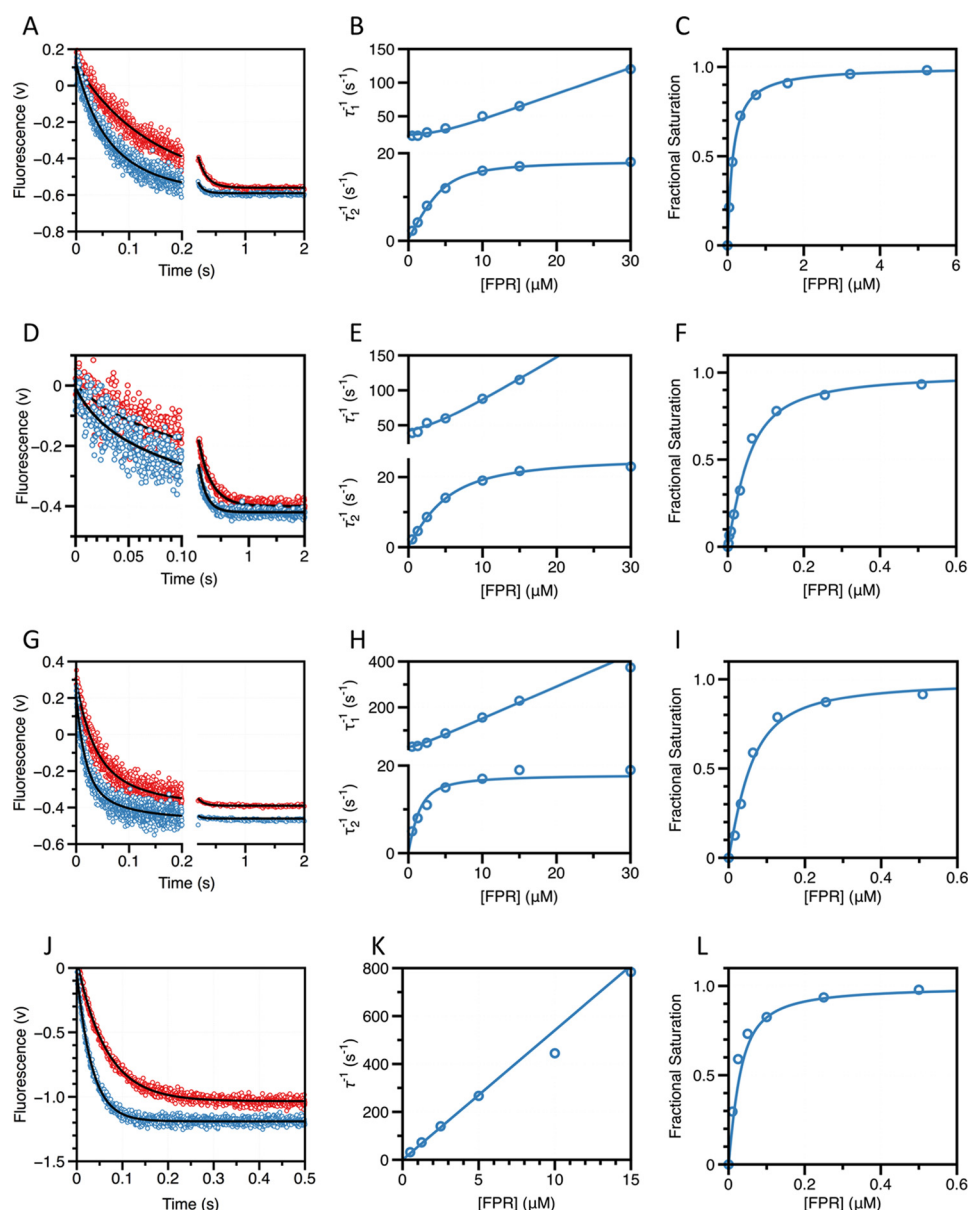 A B C
0.2 0 −0.2 −0.4 −0.6 −0.8
Fluorescence (v)
0 0.1 0.2 1 2
Time (s)
150 100 50
τ₁⁻¹ (s⁻¹)
20 0
τ₂⁻¹ (s⁻¹)
0 10 20 30
[FPR] (μM)
1.0 0.5 0
Fractional Saturation
0 2 4 6
[FPR] (μM)
D E F
0 −0.2 −0.4
Fluorescence (v)
0 0.05 0.10 1 2
Time (s)
150 100 50
τ₁⁻¹ (s⁻¹)
20 0
τ₂⁻¹ (s⁻¹)
0 10 20 30
[FPR] (μM)
1.0 0.5 0
Fractional Saturation
0 0.2 0.4 0.6
[FPR] (μM)
G H I
0.4 0.2 0 −0.2 −0.4 −0.6
Fluorescence (v)
0 0.1 0.2 1 2
Time (s)
400 200
τ₁⁻¹ (s⁻¹)
20 0
τ₂⁻¹ (s⁻¹)
0 10 20 30
[FPR] (μM)
1.0 0.5 0
Fractional Saturation
0 0.2 0.4 0.6
[FPR] (μM)
J K L
0 −0.5 −1.0 −1.5
Fluorescence (v)
0 0.1 0.2 0.3 0.4 0.5
Time (s)
800 600 400 200 0
τ⁻¹ (s⁻¹)
0 5 10 15
[FPR] (μM)
1.0 0.5 0
Fractional Saturation
0 0.2 0.4 0.6
[FPR] (μM)